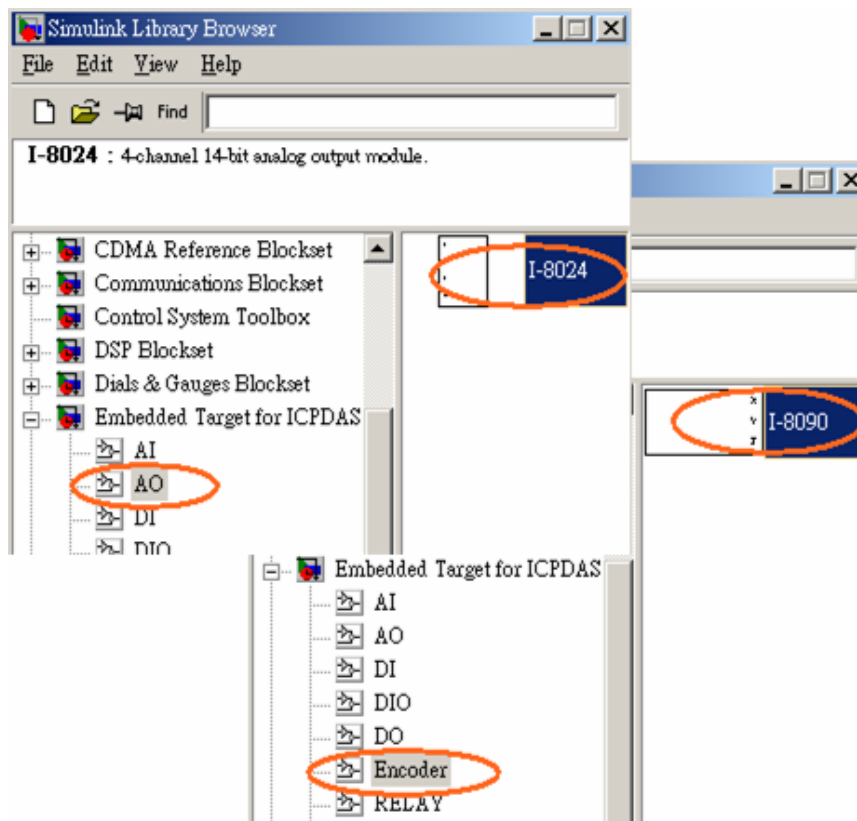 Simulink Library Browser
File Edit View Help
Find
I-8024 : 4-channel 14-bit analog output module.
CDMA Reference Blockset
Communications Blockset
Control System Toolbox
DSP Blockset
Dials & Gauges Blockset
Embedded Target for ICPDAS
AI
AO
DI
DIO
I-8024
X
Y
I-8090
Embedded Target for ICPDAS
AI
AO
DI
DIO
DO
Encoder
RELAY